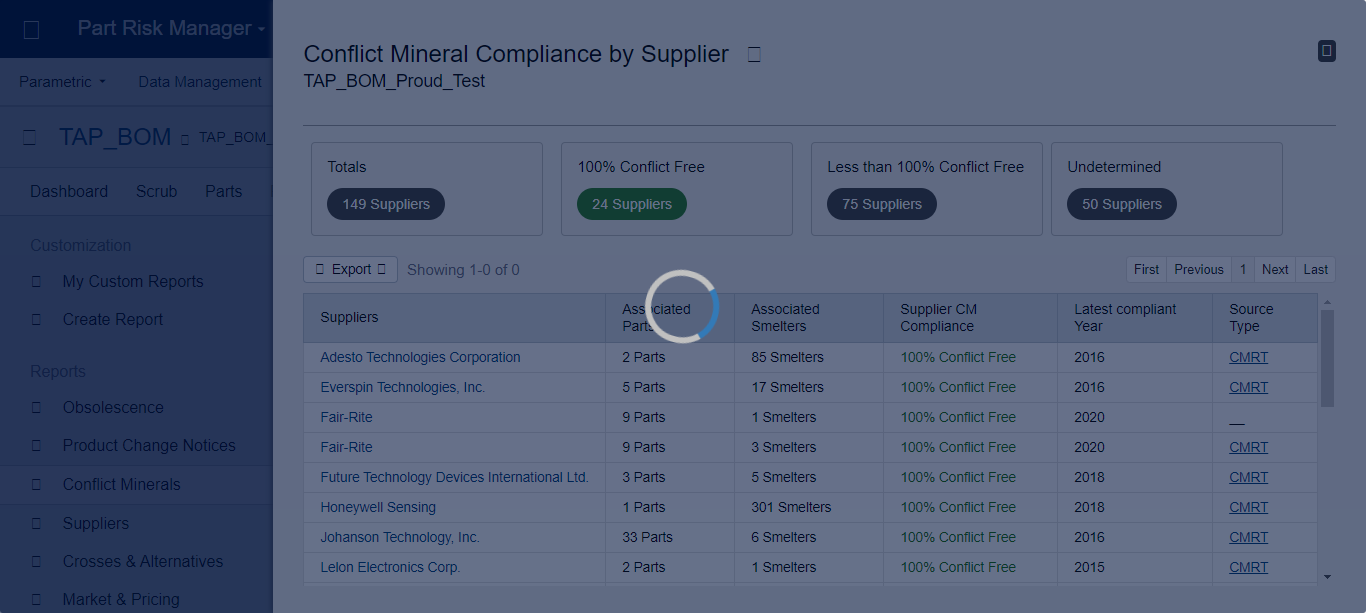 Part Risk Manager
Parametric Data Management
TAP_BOM TAP_BOM_
Dashboard Scrub Parts
Customization
My Custom Reports
Create Report
Reports
Obsolescence
Product Change Notices
Conflict Minerals
Suppliers
Crosses & Alternatives
Market & Pricing
Conflict Mineral Compliance by Supplier
TAP_BOM_Proud_Test
Totals
149 Suppliers
100% Conflict Free
24 Suppliers
Less than 100% Conflict Free
75 Suppliers
Undetermined
50 Suppliers
Export Showing 1-0 of 0
First Previous 1 Next Last
Suppliers Associated Parts Associated Smelters Supplier CM Compliance Latest compliant Year Source Type
Adesto Technologies Corporation 2 Parts 85 Smelters 100% Conflict Free 2016 CMRT
Everspin Technologies, Inc. 5 Parts 17 Smelters 100% Conflict Free 2016 CMRT
Fair-Rite 9 Parts 1 Smelters 100% Conflict Free 2020 __
Fair-Rite 9 Parts 3 Smelters 100% Conflict Free 2020 CMRT
Future Technology Devices International Ltd. 3 Parts 5 Smelters 100% Conflict Free 2018 CMRT
Honeywell Sensing 1 Parts 301 Smelters 100% Conflict Free 2018 CMRT
Johanson Technology, Inc. 33 Parts 6 Smelters 100% Conflict Free 2016 CMRT
Lelon Electronics Corp. 2 Parts 1 Smelters 100% Conflict Free 2015 CMRT